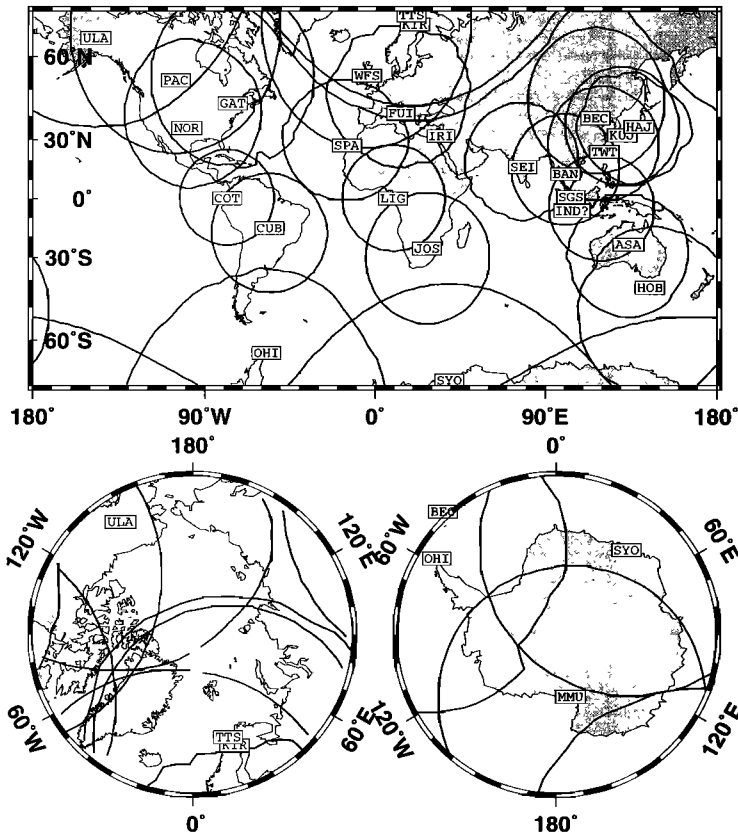 TTS
KIR
ULA
60°N
WFS
PAC
GAT
FUI
BEC
HAJ
KUJ
NOR
IRI
30°N
SPA
TWT
SEI
BAN
0°
COT
LIG
SGS
IND?
CUB
30°S
JOS
ASA
HOB
60°S
OHI
SYO
180°
90°W
0°
90°E
180°
180°
0°
ULA
BEC
120°W
120°E
60°W
OHI
SYO
60°E
60°W
TTS
KIR
60°E
120°W
MMU
120°E
0°
180°